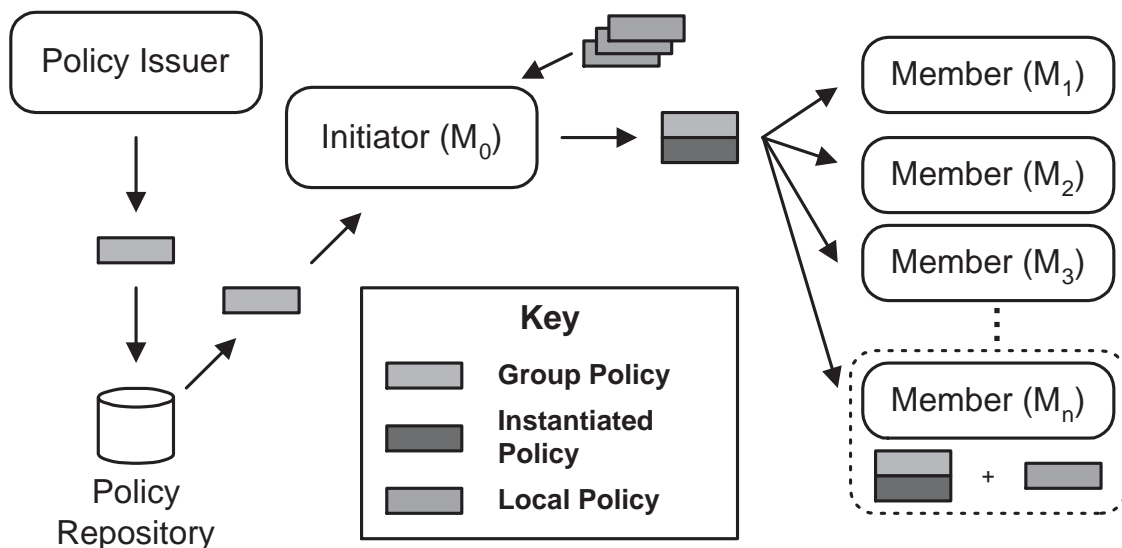 Policy Issuer
Initiator (M₀)
Member (M₁)
Member (M₂)
Member (M₃)
Member (Mₙ)
+
Policy
Repository
Key
Group Policy
Instantiated
Policy
Local Policy